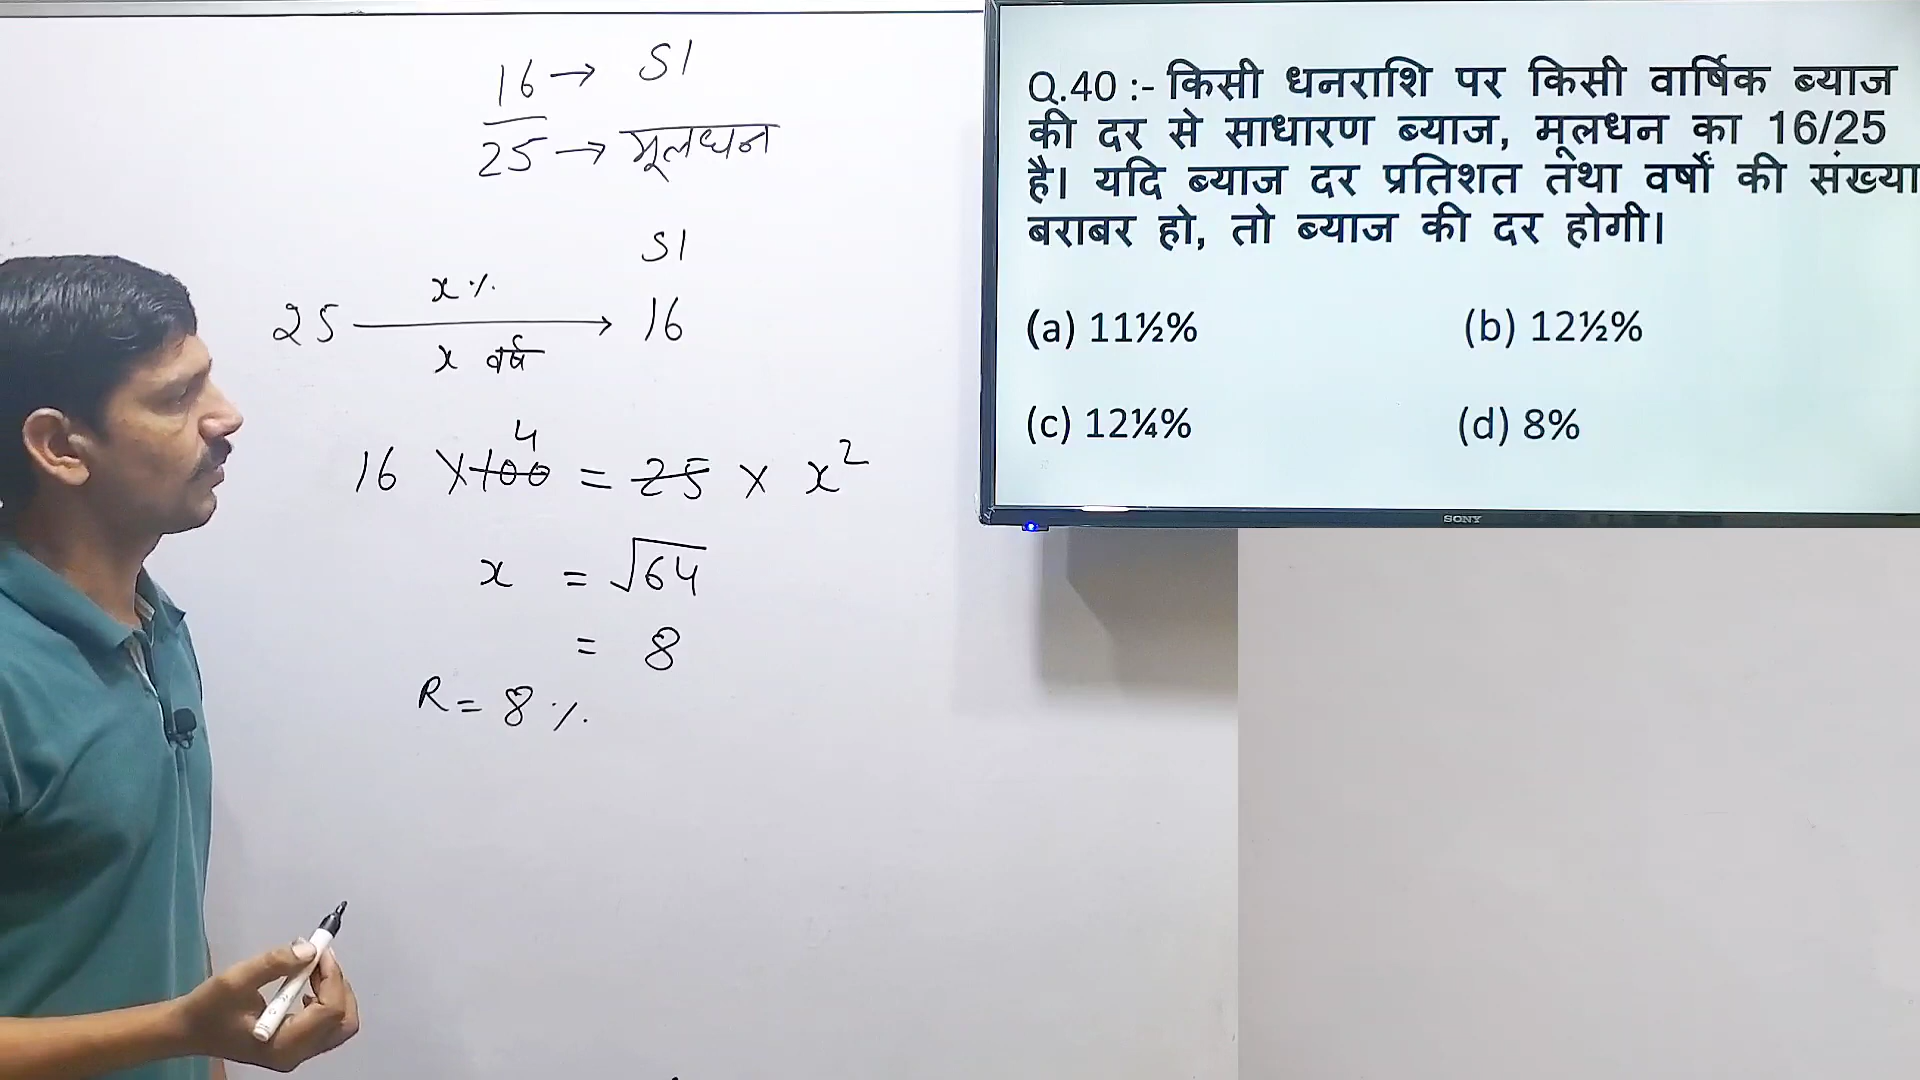 16 → SI
25 → मूलधन
SI
x%
25 → 16
x वर्ष
4
16 × 100 = 25 × x²
x = √64
= 8
R = 8%
Q.40 :- किसी धनराशि पर किसी वार्षिक ब्याज
की दर से साधारण ब्याज, मूलधन का 16/25
है। यदि ब्याज दर प्रतिशत तथा वर्षों की संख्या
बराबर हो, तो ब्याज की दर होगी।
(a) 11½% (b) 12½%
(c) 12¼% (d) 8%
SONY